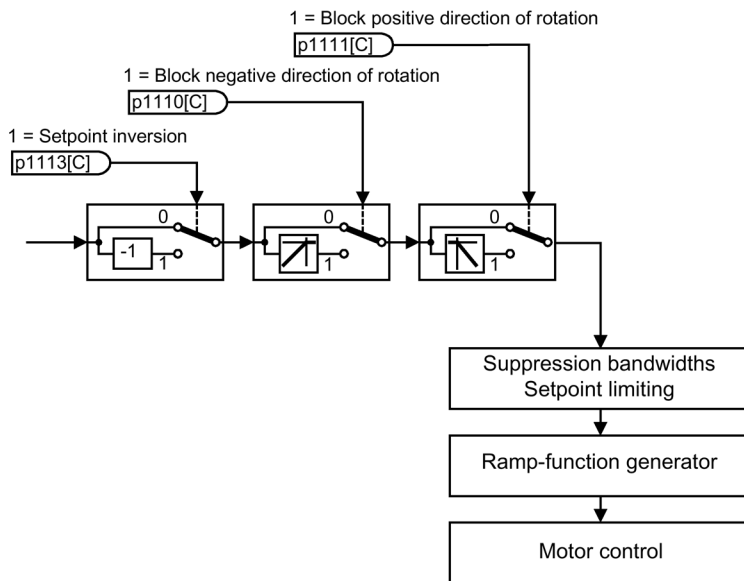 1 = Block positive direction of rotation
p1111[C]
1 = Block negative direction of rotation
p1110[C]
1 = Setpoint inversion
p1113[C]
0
-1
1
0
1
0
1
Suppression bandwidths
Setpoint limiting
Ramp-function generator
Motor control